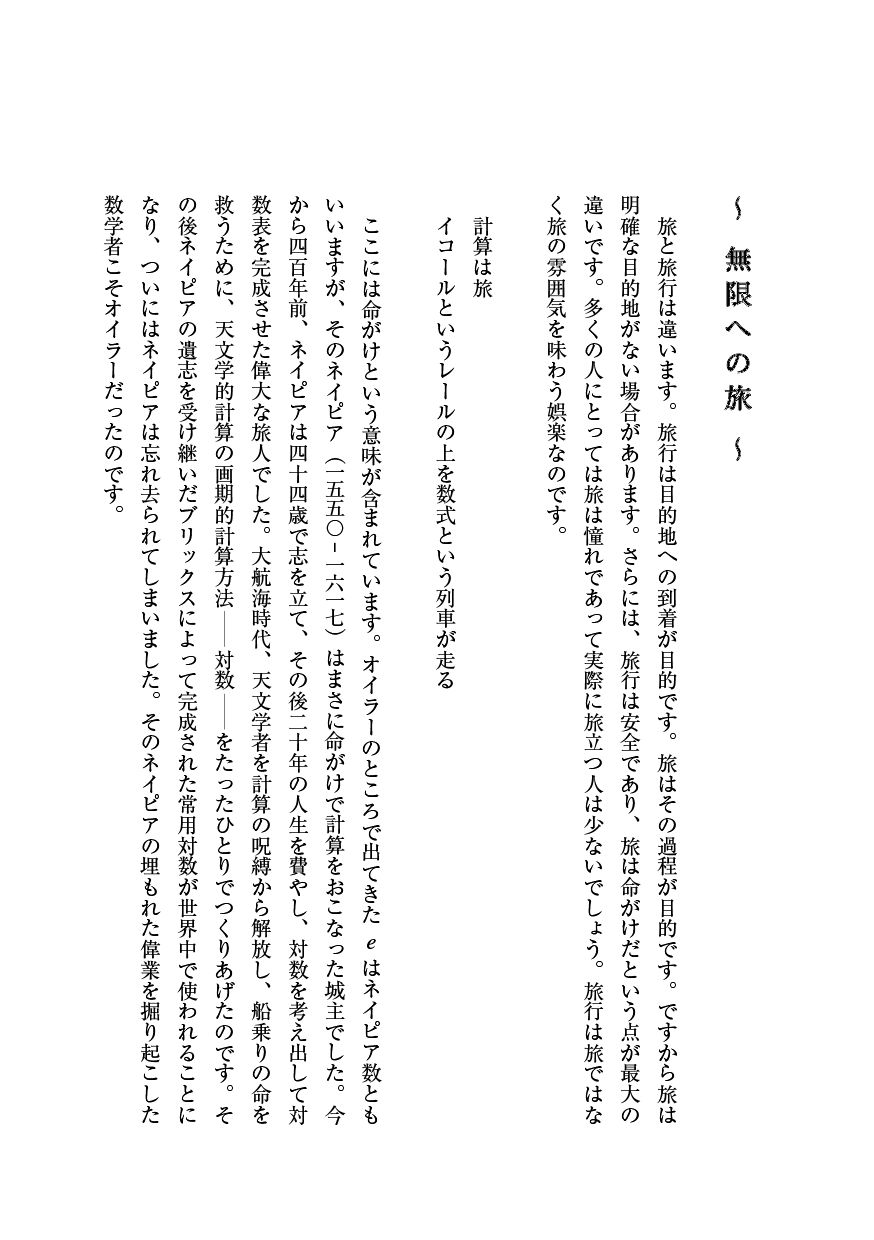 ～ 無限への旅 ～
　旅と旅行は違います。旅行は目的地への到着が目的です。旅はその過程が目的です。ですから旅は
明確な目的地がない場合があります。さらには、旅行は安全であり、旅は命がけだという点が最大の
違いです。多くの人にとっては旅は憧れであって実際に旅立つ人は少ないでしょう。旅行は旅ではな
く旅の雰囲気を味わう娯楽なのです。
計算は旅
イコールというレールの上を数式という列車が走る
　ここには命がけという意味が含まれています。オイラーのところで出てきた e はネイピア数とも
いいますが、そのネイピア（一五五〇-一六一七）はまさに命がけで計算をおこなった城主でした。今
から四百年前、ネイピアは四十四歳で志を立て、その後二十年の人生を費やし、対数を考え出して対
数表を完成させた偉大な旅人でした。大航海時代、天文学者を計算の呪縛から解放し、船乗りの命を
救うために、天文学的計算の画期的計算方法――対数――をたったひとりでつくりあげたのです。そ
の後ネイピアの遺志を受け継いだブリックスによって完成された常用対数が世界中で使われることに
なり、ついにはネイピアは忘れ去られてしまいました。そのネイピアの埋もれた偉業を掘り起こした
数学者こそオイラーだったのです。